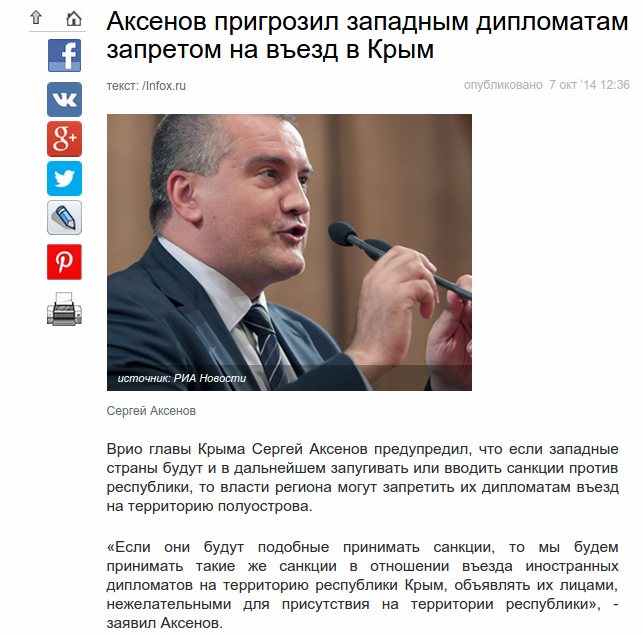 Аксенов пригрозил западным дипломатам
запретом на въезд в Крым
текст: /Infox.ru
опубликовано 7 окт '14 12:36
f
g+
источник: РИА Новости
Сергей Аксенов
Врио главы Крыма Сергей Аксенов предупредил, что если западные
страны будут и в дальнейшем запугивать или вводить санкции против
республики, то власти региона могут запретить их дипломатам въезд
на территорию полуострова.
«Если они будут подобные принимать санкции, то мы будем
принимать такие же санкции в отношении въезда иностранных
дипломатов на территорию республики Крым, объявлять их лицами,
нежелательными для присутствия на территории республики», -
заявил Аксенов.